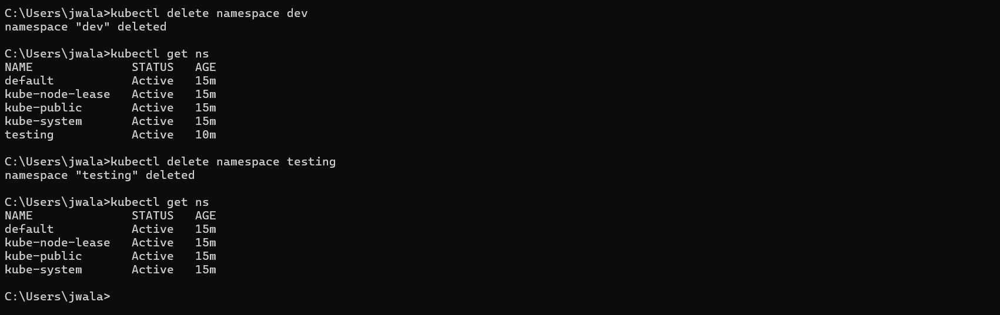 C:\Users\jwala>kubectl delete namespace dev
namespace "dev" deleted
C:\Users\jwala>kubectl get ns
NAME              STATUS   AGE
default           Active   15m
kube-node-lease   Active   15m
kube-public       Active   15m
kube-system       Active   15m
testing           Active   10m
C:\Users\jwala>kubectl delete namespace testing
namespace "testing" deleted
C:\Users\jwala>kubectl get ns
NAME              STATUS   AGE
default           Active   15m
kube-node-lease   Active   15m
kube-public       Active   15m
kube-system       Active   15m
C:\Users\jwala>